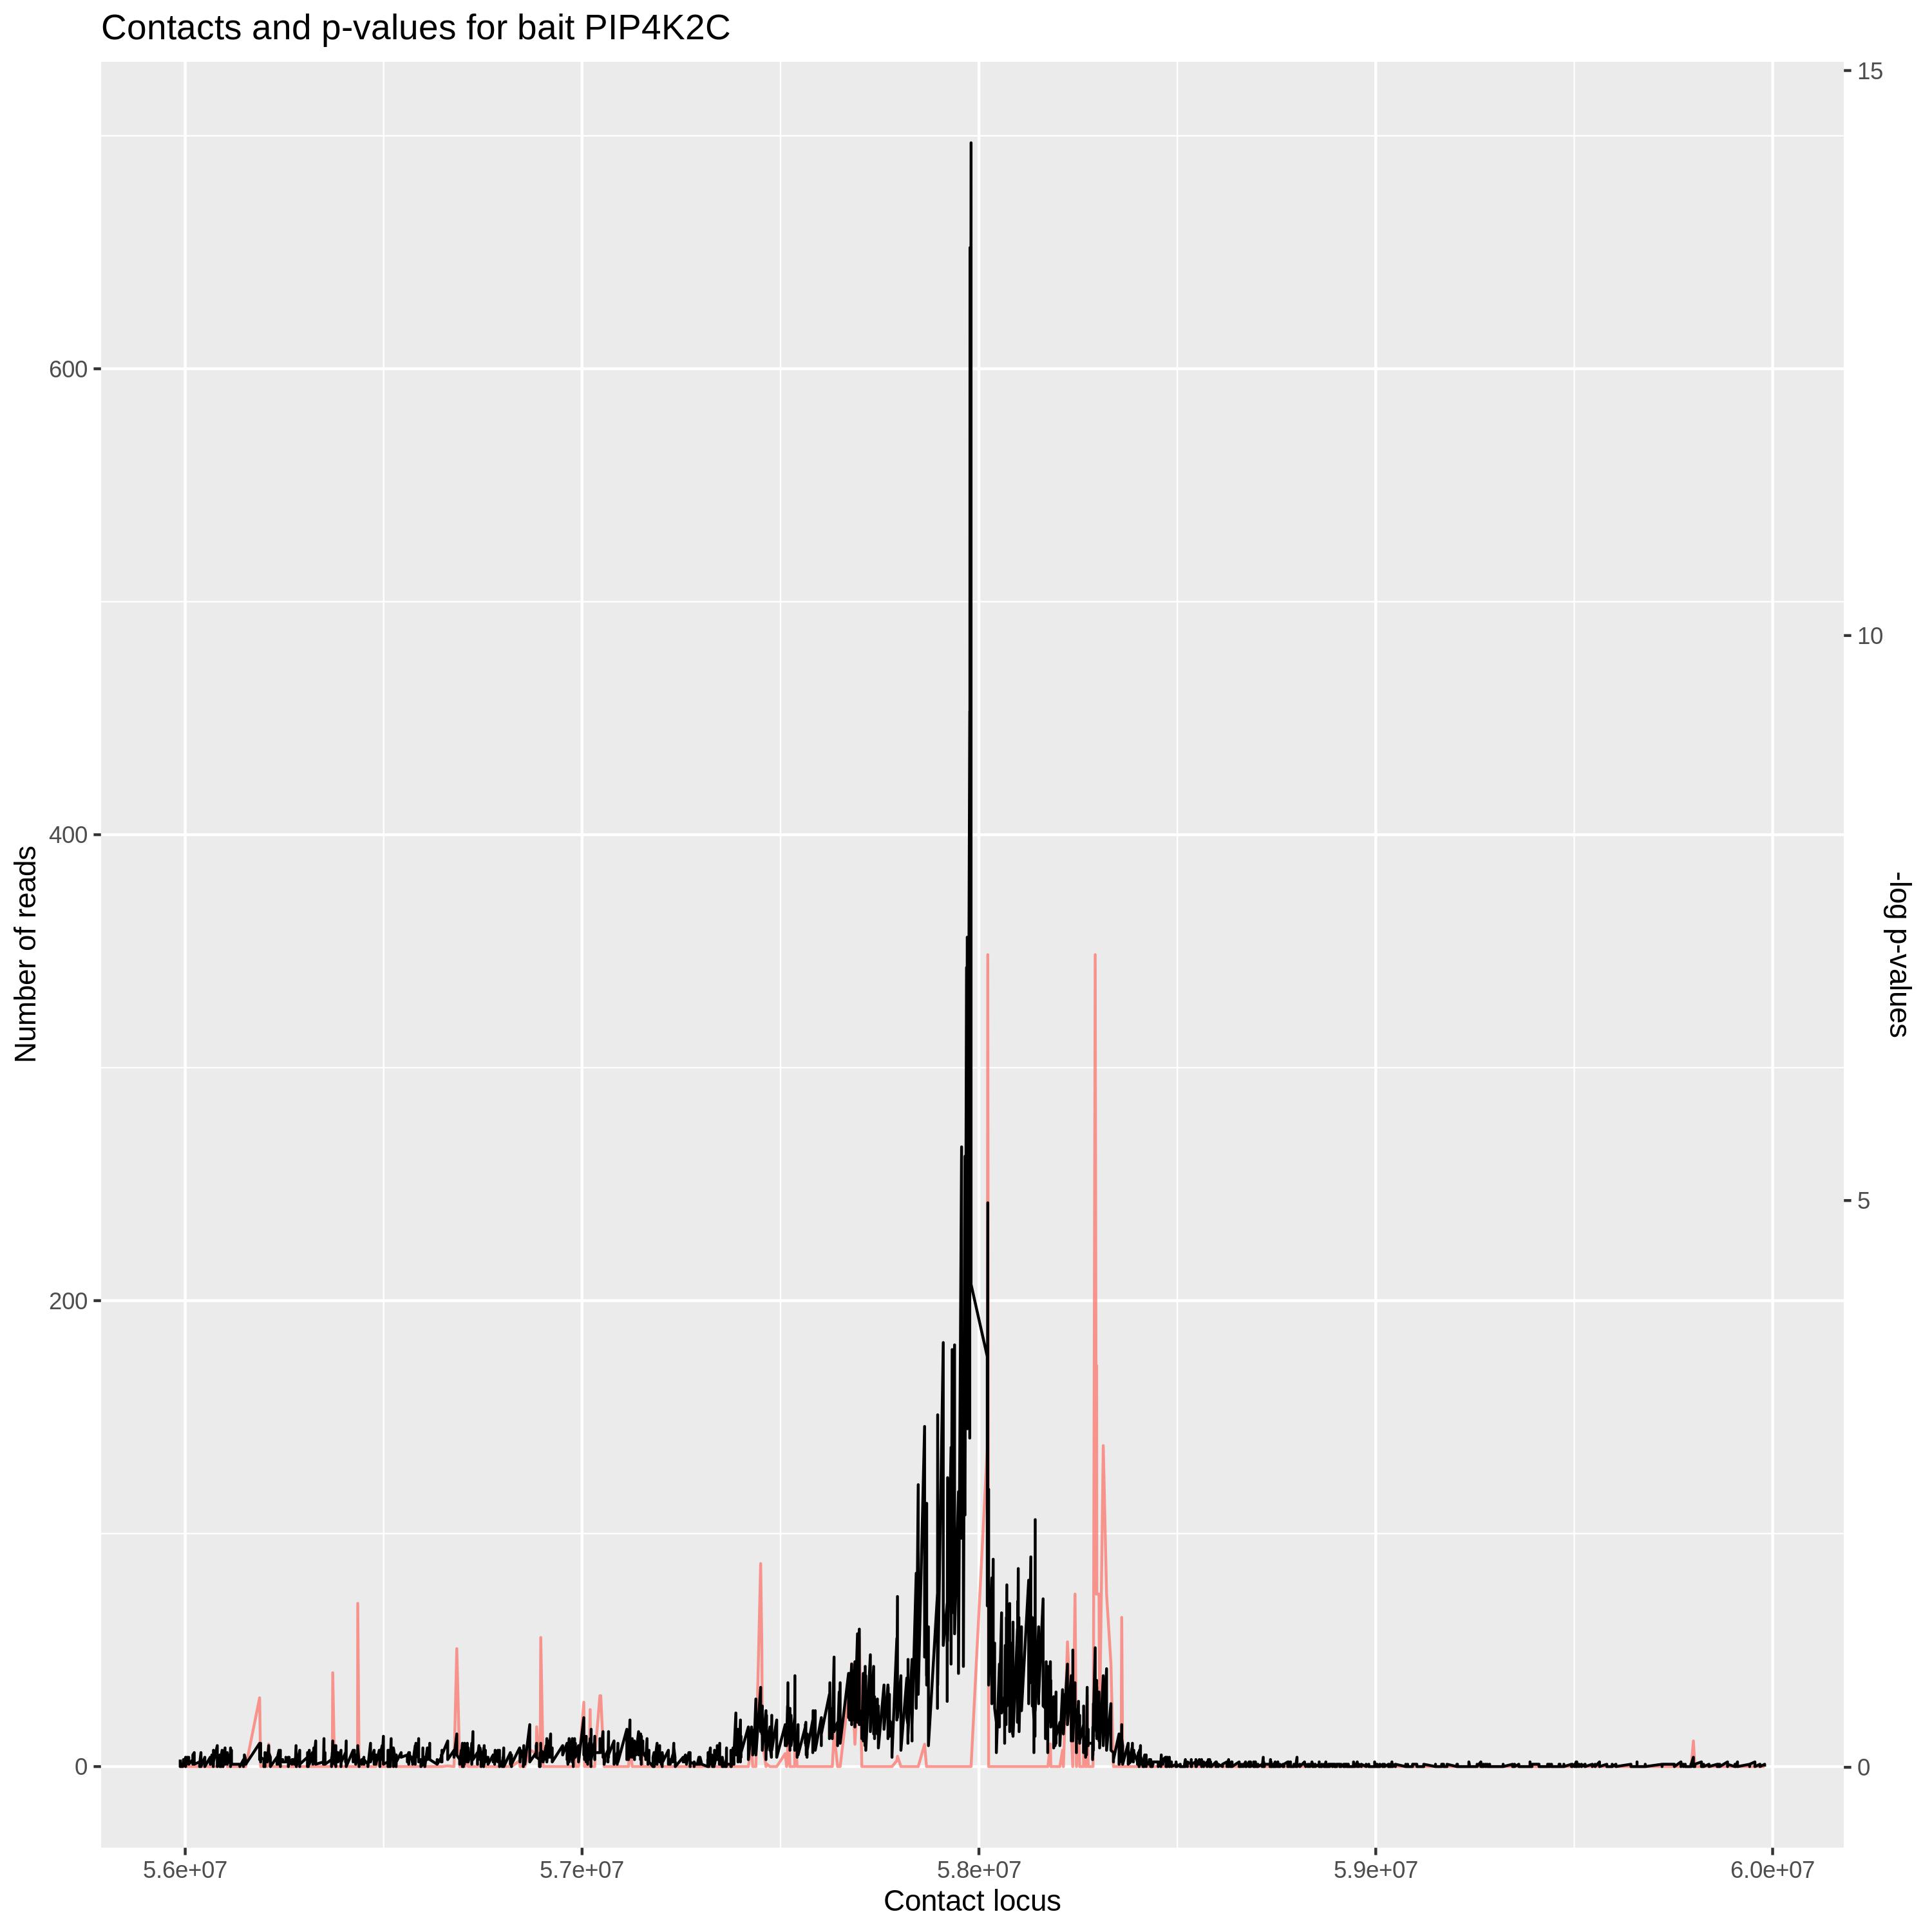 Contacts and p-values for bait PIP4K2C
15
600
10
400
Number of reads
-log p-values
5
200
0
0
5.6e+07
5.7e+07
5.8e+07
5.9e+07
6.0e+07
Contact locus